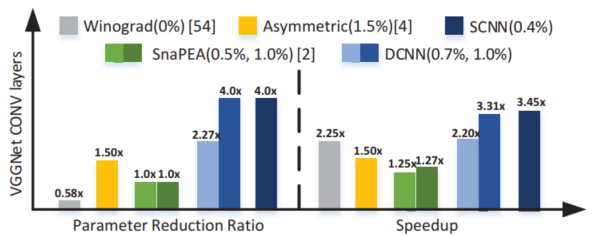 Winograd(0%) [54] Asymmetric(1.5%)[4] SCNN(0.4%)
SnaPEA(0.5%, 1.0%) [2] DCNN(0.7%, 1.0%)
VGGNet CONV layers
0.58x 1.50x 1.0x 1.0x 2.27x 4.0x 4.0x 2.25x 1.50x 1.25x 1.27x 2.20x 3.31x 3.45x
Parameter Reduction Ratio Speedup